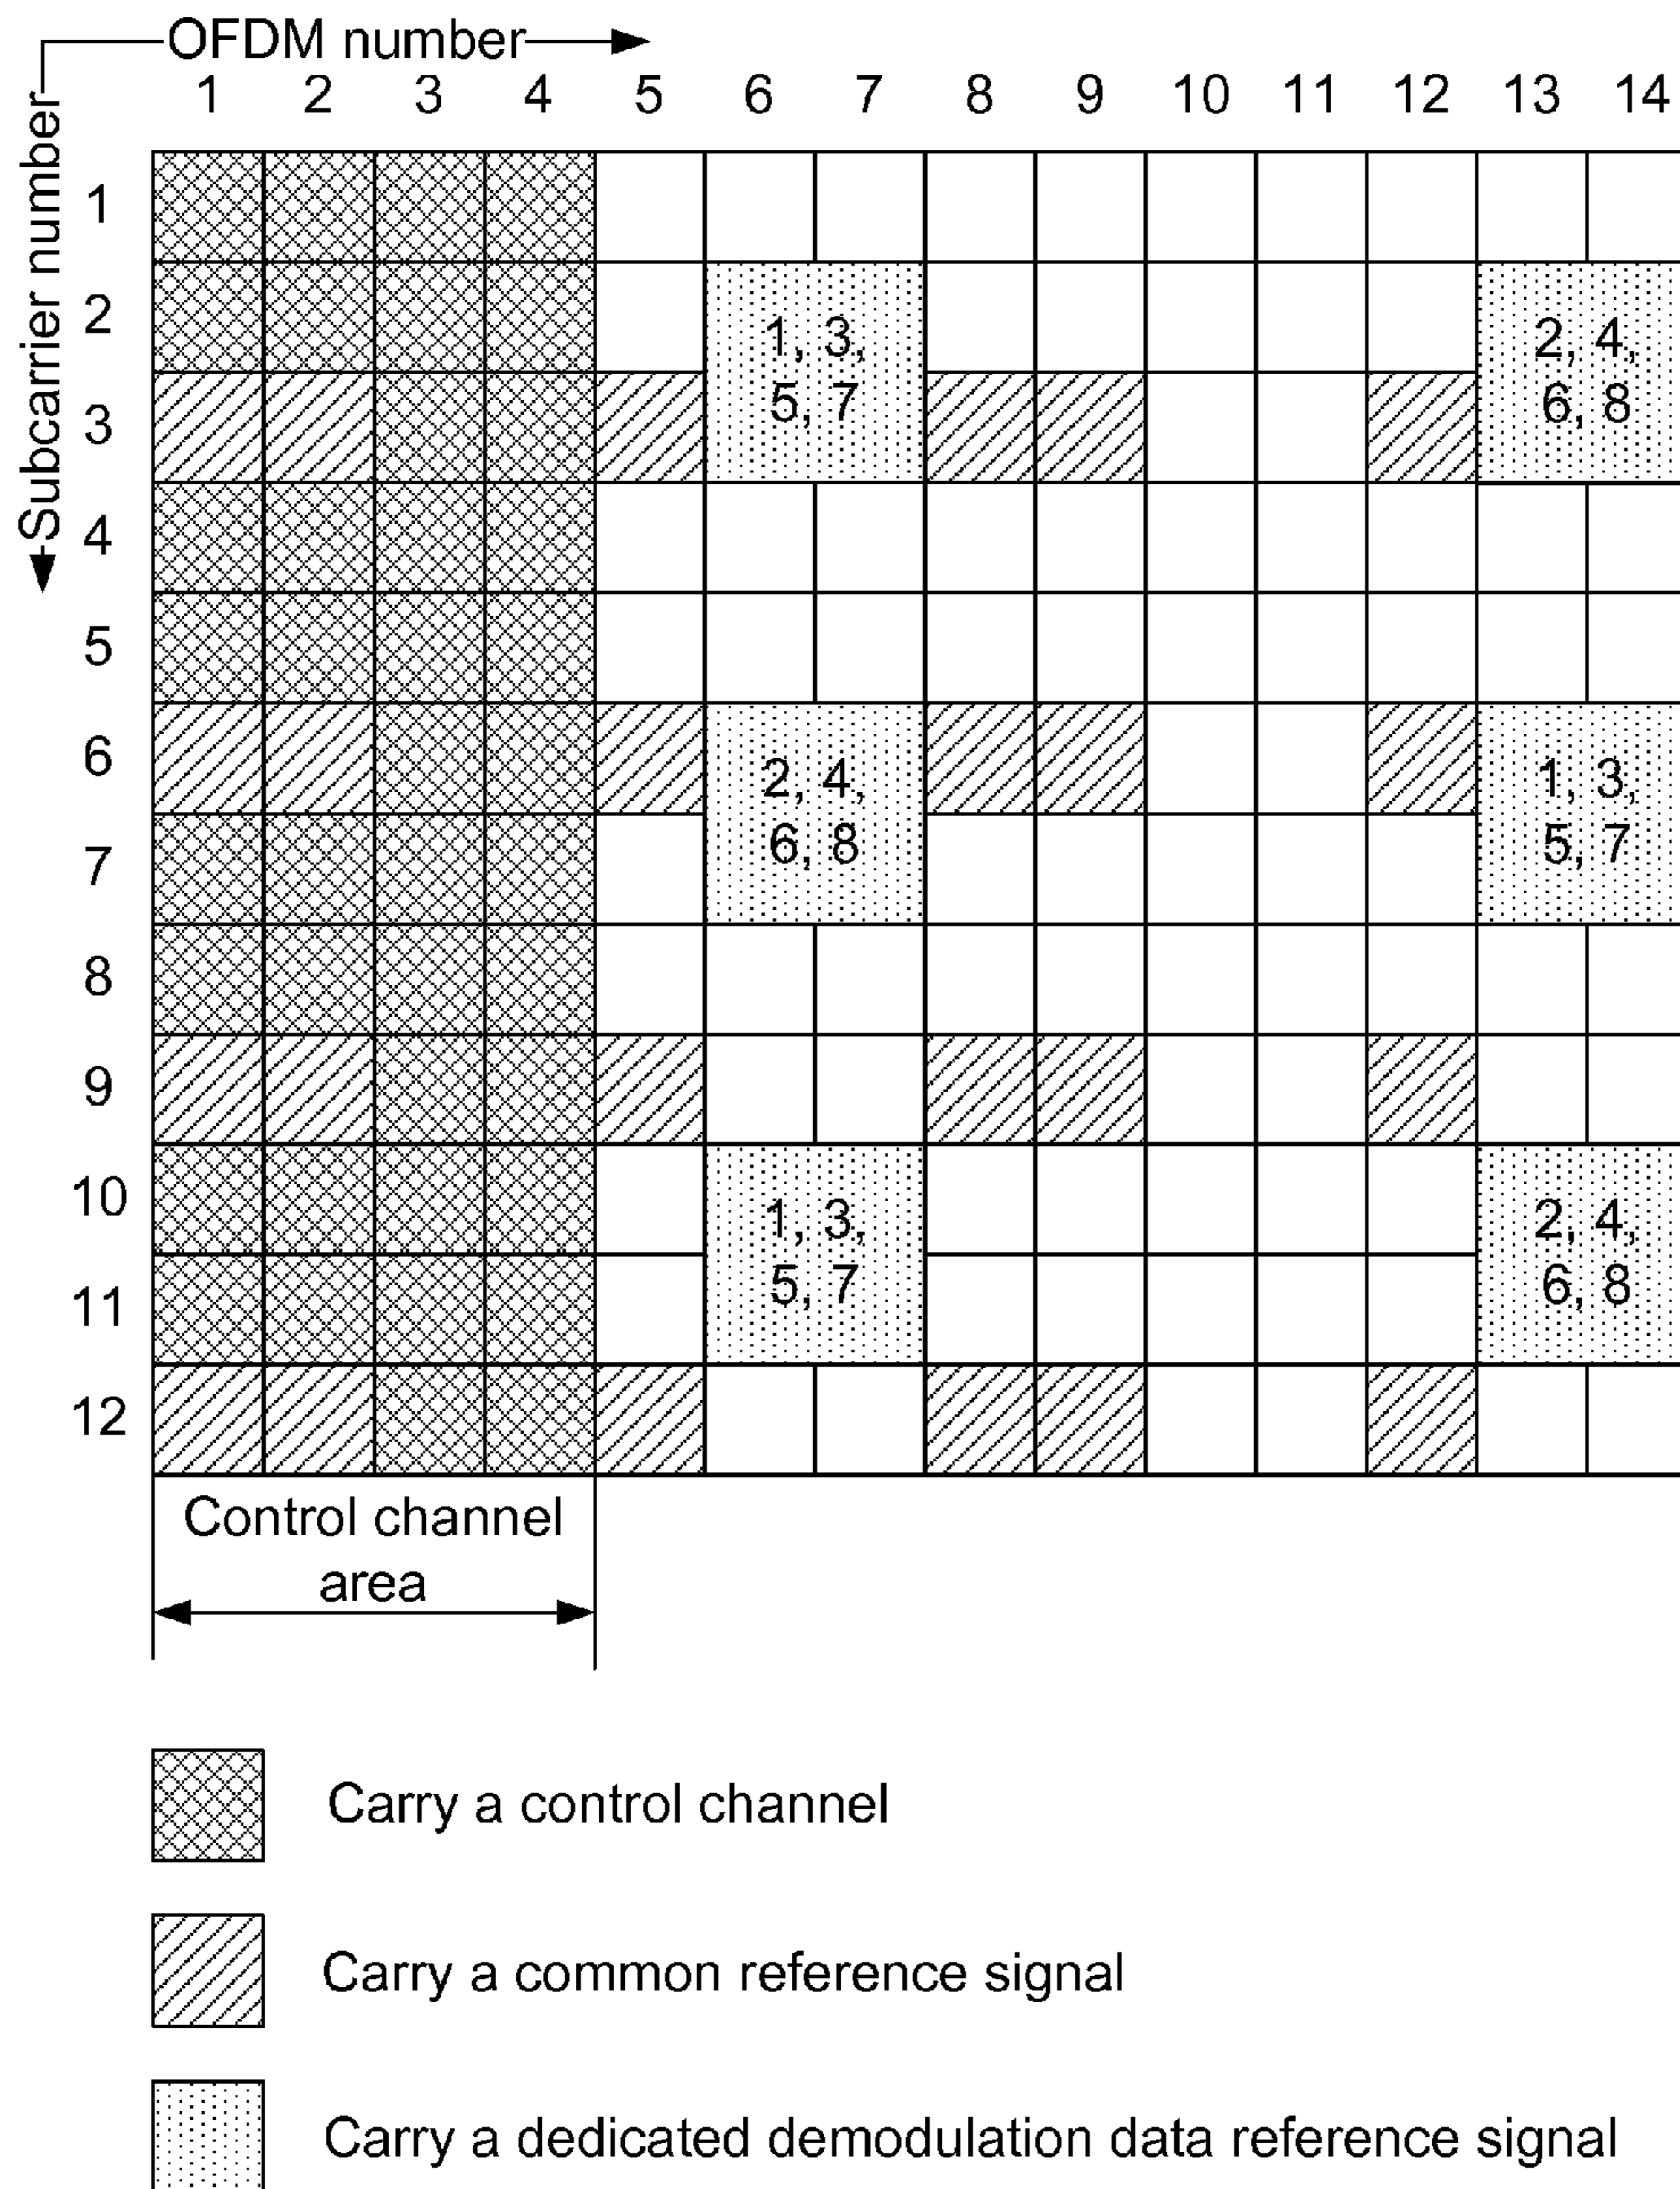 OFDM number
1 2 3 4 5 6 7 8 9 10 11 12 13 14
Subcarrier number
1
2
1, 3, 2, 4,
5, 7 6, 8
3
4
5
6
2, 4, 1, 3,
6, 8 5, 7
7
8
9
10
1, 3, 2, 4,
5, 7 6, 8
11
12
Control channel
area
Carry a control channel
Carry a common reference signal
Carry a dedicated demodulation data reference signal